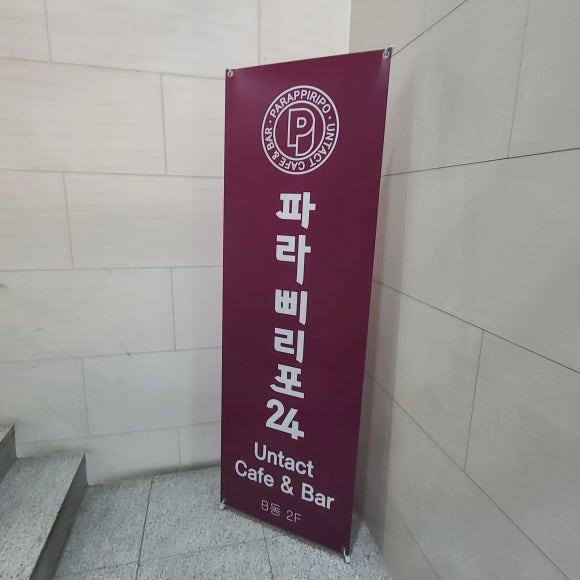 PARAPPIRIPO · UNTACT CAFE & BAR ·
P
파라삐리포24
Untact
Cafe & Bar
B동 2F